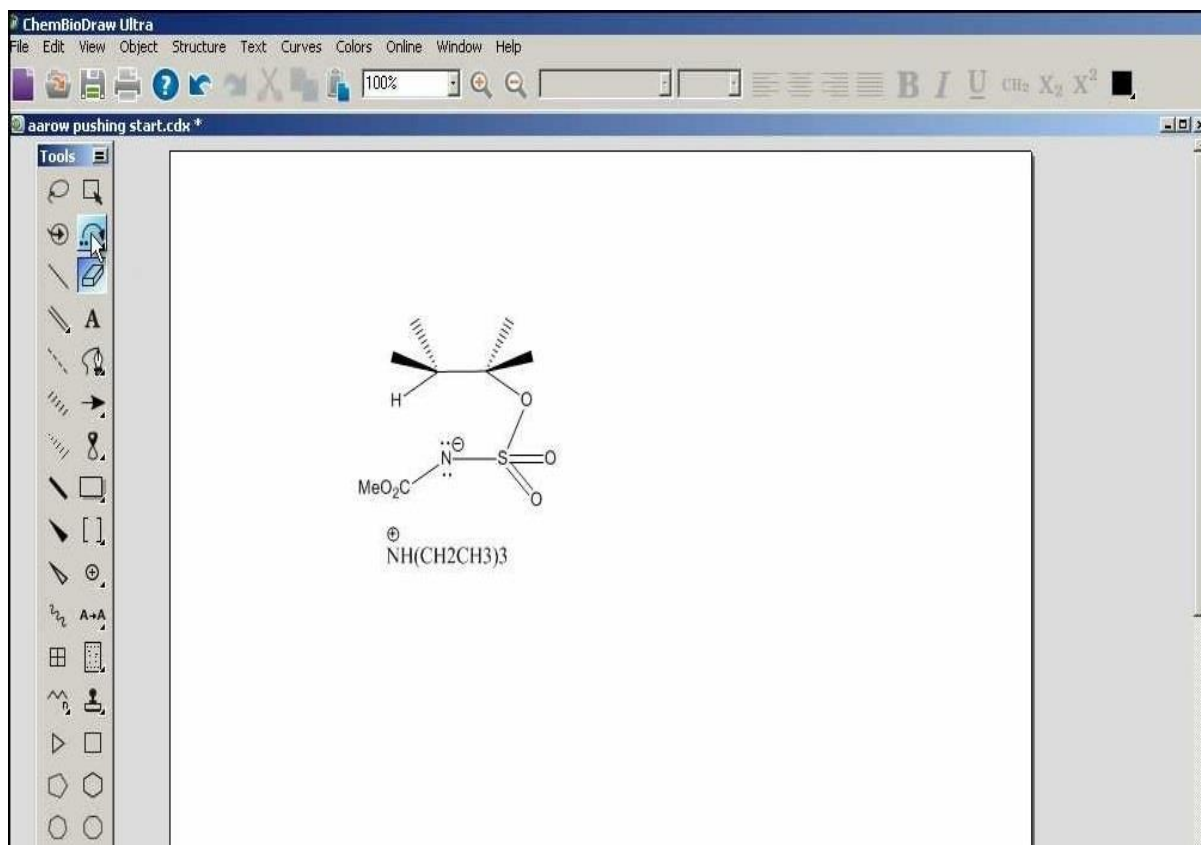 ChemBioDraw Ultra
File Edit View Object Structure Text Curves Colors Online Window Help
100% B I U CH₂ X₂ X²
aarow pushing start.cdx *
Tools
A
A→A
H O
N S O
MeO₂C O
NH(CH2CH3)3